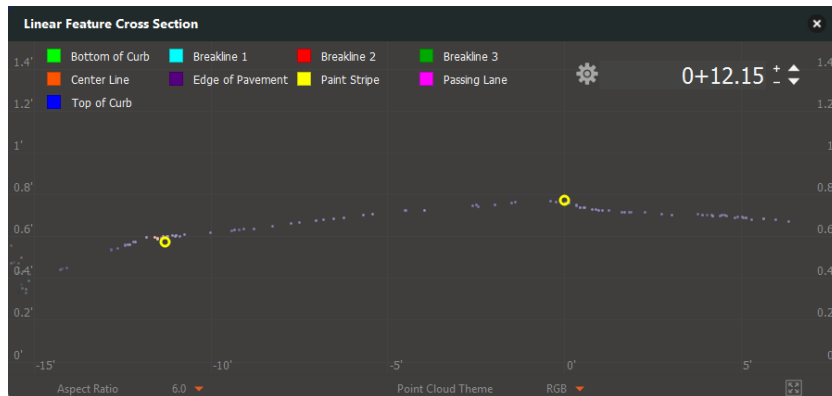 Linear Feature Cross Section
Bottom of Curb Breakline 1 Breakline 2 Breakline 3
1.4' 1.4
Center Line Edge of Pavement Paint Stripe Passing Lane
0+12.15 + −
Top of Curb
1.2' 1.2
1' 1
0.8' 0.8
0.6' 0.6
0.4' 0.4
0.2' 0.2
0' 0
-15' -10' -5' 0' 5'
Aspect Ratio 6.0 Point Cloud Theme RGB